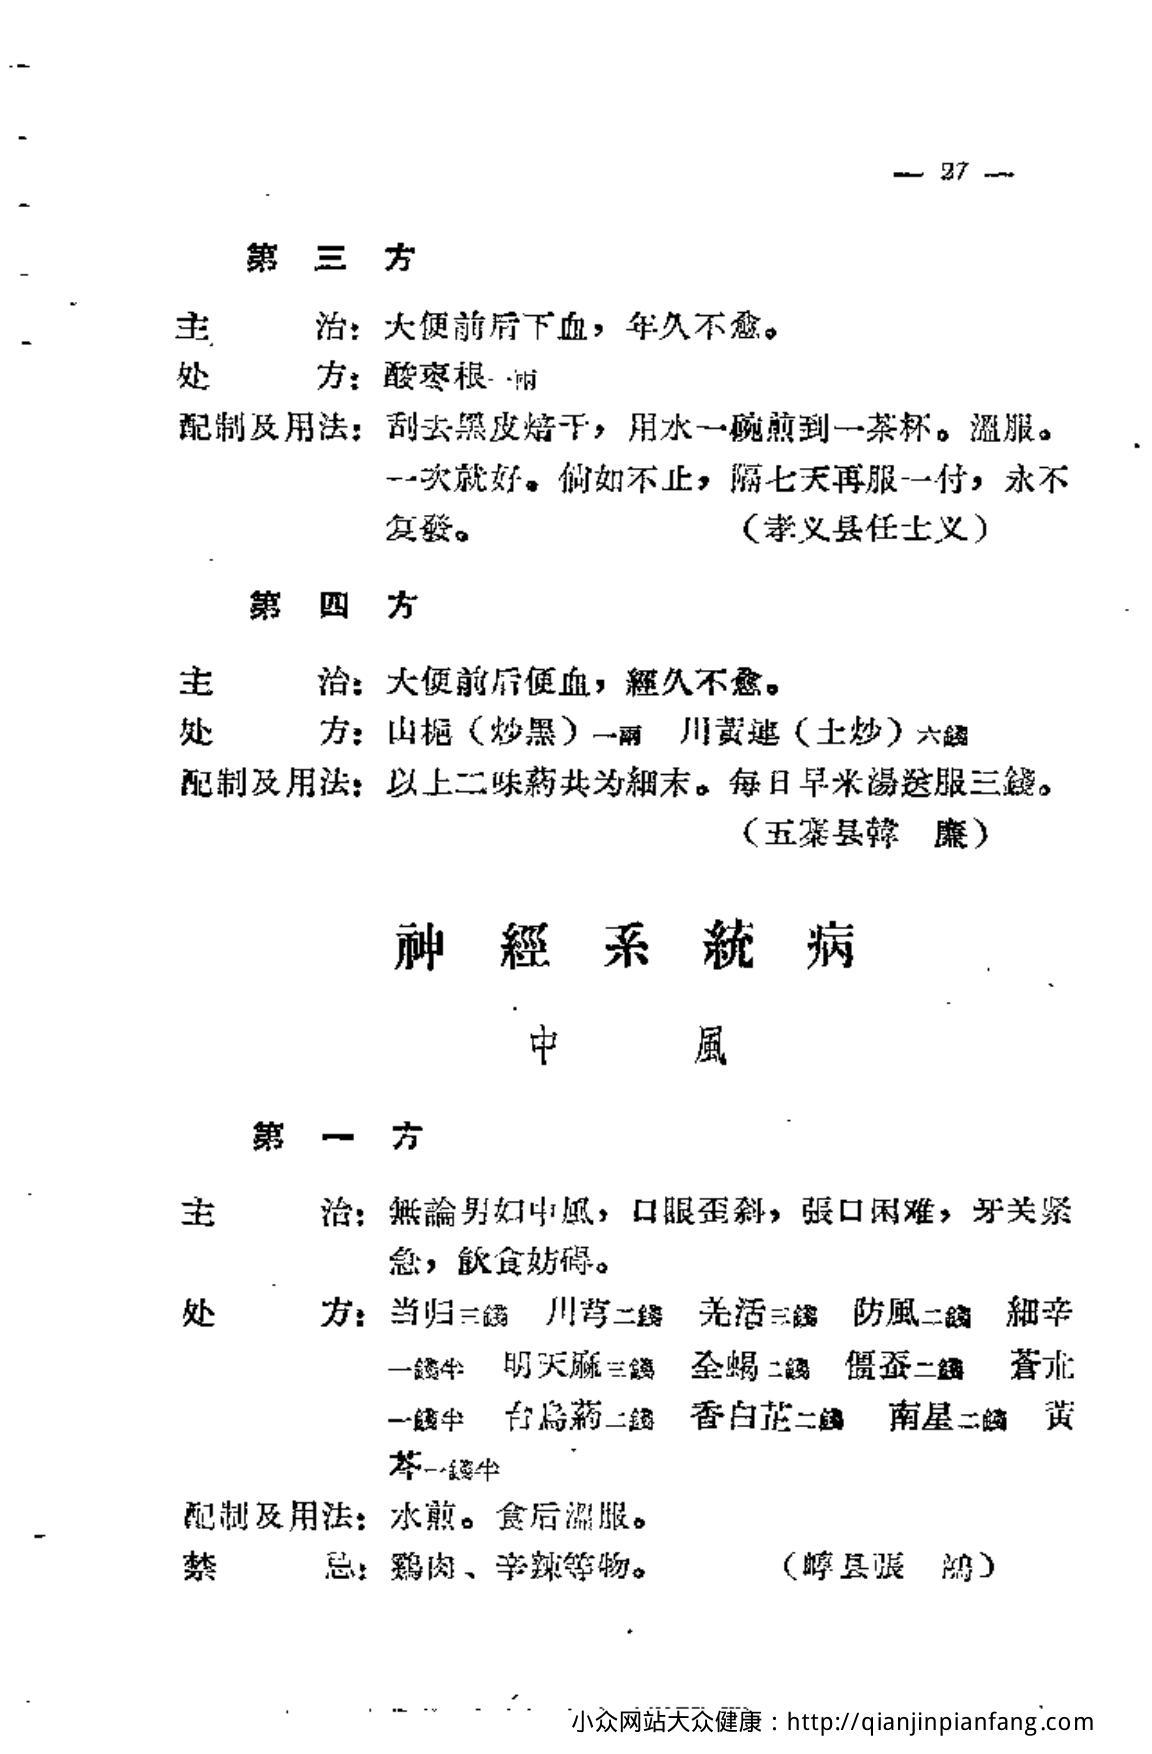 — 27 —
第三方
主治：大便前后下血，年久不愈。
处方：酸枣根一兩
配制及用法：刮去黑皮焙干，用水一碗煎到一茶杯。溫服。
一次就好。倘如不止，隔七天再服一付，永不
复發。（孝义县任士义）
第四方
主治：大便前后便血，經久不愈。
处方：山梔（炒黑）一兩 川黃連（土炒）六錢
配制及用法：以上二味葯共为細末。每日早米湯送服三錢。
（五寨县韓 廉）
神經系統病
中風
第一方
主治：無論男妇中風，口眼歪斜，張口困难，牙关紧
急，飲食妨碍。
处方：当归三錢 川芎二錢 羌活三錢 防風二錢 細辛
一錢半 明天麻三錢 全蝎二錢 僵蚕二錢 蒼朮
一錢半 台烏葯二錢 香白芷二錢 南星二錢 黃
芩一錢半
配制及用法：水煎。食后溫服。
禁忌：鷄肉、辛辣等物。（崞县張 ）
小众网站大众健康：http://qianjinpianfang.com